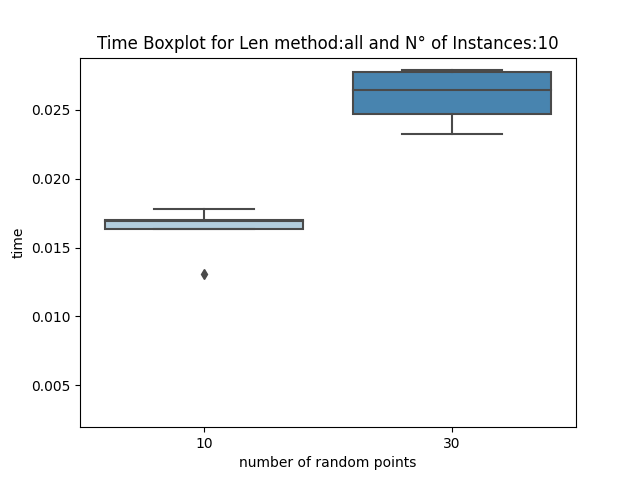 Time Boxplot for Len method:all and N° of Instances:10
0.025
0.020
0.015
0.010
0.005
time
10
30
number of random points